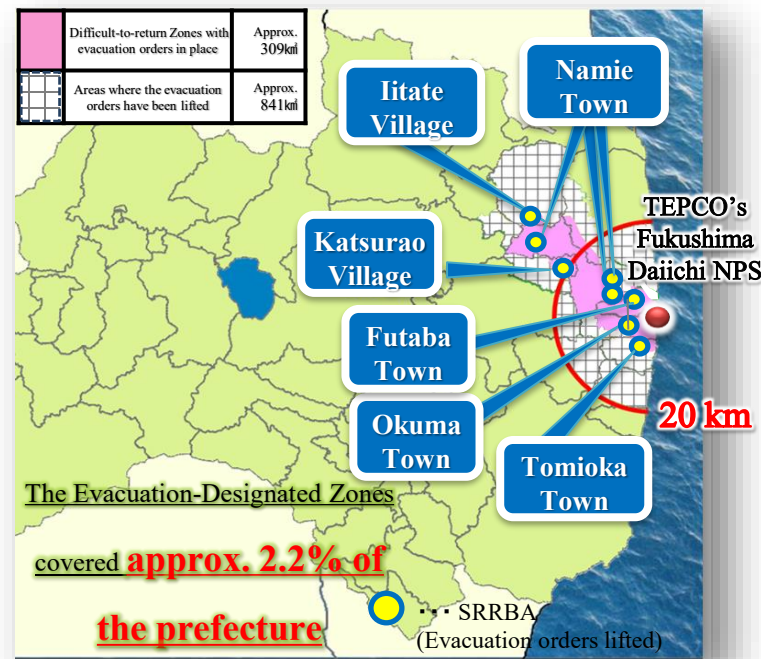 Difficult-to-return Zones with
evacuation orders in place
Approx.
309㎢
Areas where the evacuation
orders have been lifted
Approx.
841㎢
Iitate
Village
Namie
Town
TEPCO's
Fukushima
Daiichi NPS
Katsurao
Village
Futaba
Town
Okuma
Town
20 km
Tomioka
Town
The Evacuation-Designated Zones
covered approx. 2.2% of
the prefecture
… SRRBA
(Evacuation orders lifted)